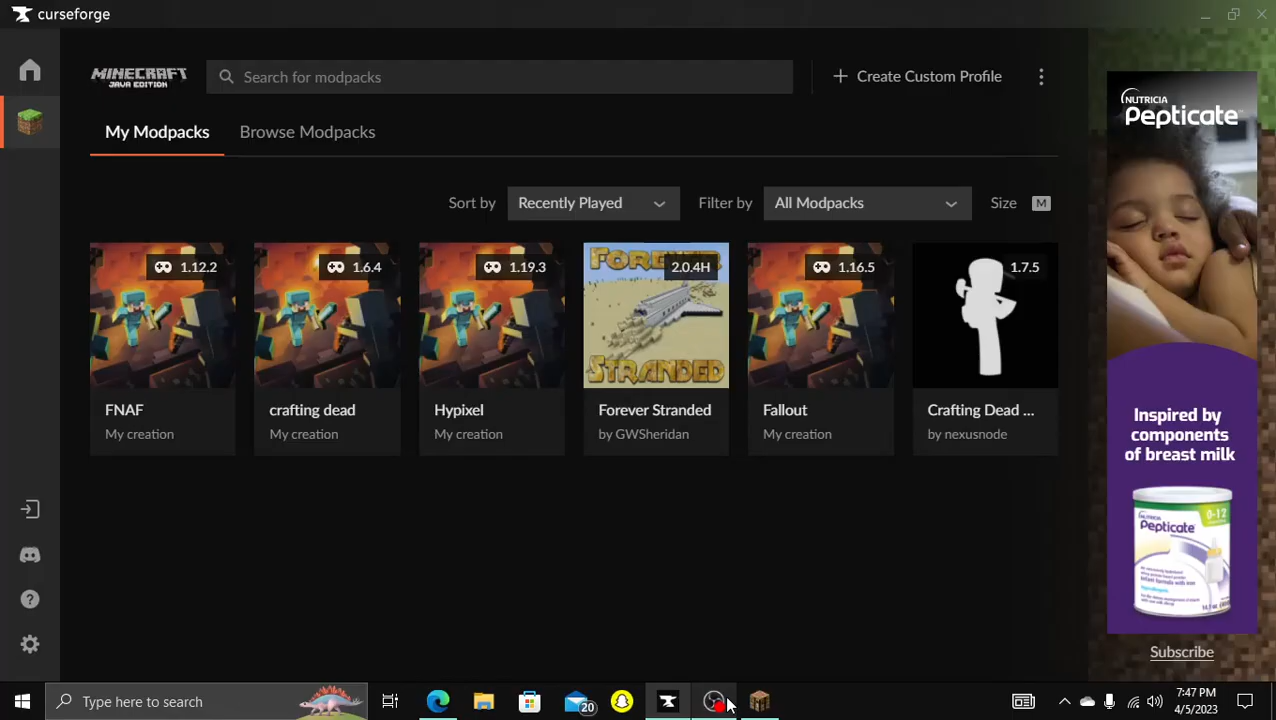 curseforge
MINECRAFT
JAVA EDITION
Search for modpacks
Create Custom Profile
My Modpacks
Browse Modpacks
Sort by
Recently Played
Filter by
All Modpacks
Size
M
1.12.2
1.6.4
1.19.3
FOREVER
2.0.4H
STRANDED
1.16.5
1.7.5
FNAF
My creation
crafting dead
My creation
Hypixel
My creation
Forever Stranded
by GWSheridan
Fallout
My creation
Crafting Dead ...
by nexusnode
NUTRICIA
Pepticate
Inspired by
components
of breast milk
0-12
NUTRICIA
Pepticate
Subscribe
Type here to search
20
7:47 PM
4/5/2023